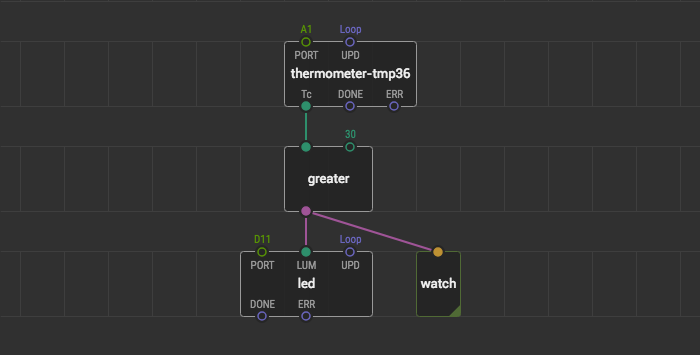 A1 Loop
PORT UPD
thermometer-tmp36
Tc DONE ERR
30
greater
D11 Loop
PORT LUM UPD
led watch
DONE ERR